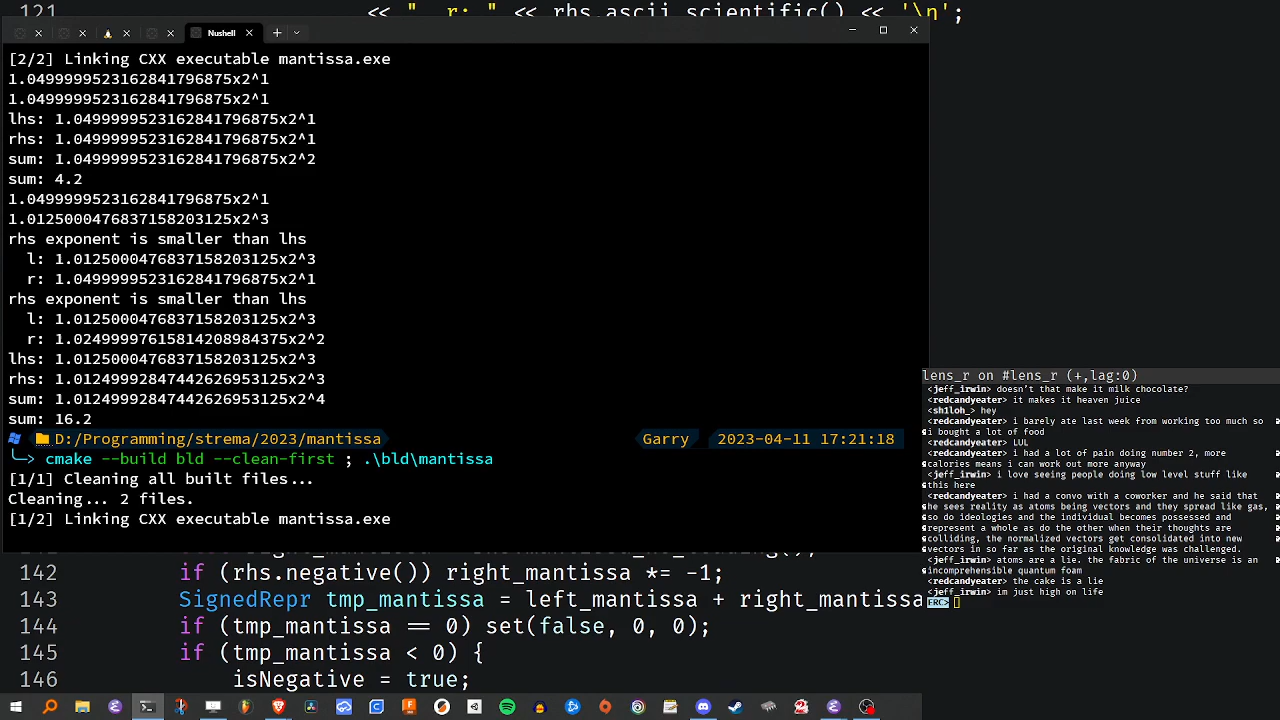 121 << " r: " << rhs.ascii_scientific() << '\n';
Nushell
[2/2] Linking CXX executable mantissa.exe
1.0499999523162841796875x2^1
1.0499999523162841796875x2^1
lhs: 1.0499999523162841796875x2^1
rhs: 1.0499999523162841796875x2^1
sum: 1.0499999523162841796875x2^2
sum: 4.2
1.0499999523162841796875x2^1
1.0125000476837158203125x2^3
rhs exponent is smaller than lhs
l: 1.0125000476837158203125x2^3
r: 1.0499999523162841796875x2^1
rhs exponent is smaller than lhs
l: 1.0125000476837158203125x2^3
r: 1.02499997615814208984375x2^2
lhs: 1.0125000476837158203125x2^3
rhs: 1.01249992847442626953125x2^3
sum: 1.01249992847442626953125x2^4
sum: 16.2
D:/Programming/strema/2023/mantissa Garry 2023-04-11 17:21:18
cmake --build bld --clean-first ; .\bld\mantissa
[1/1] Cleaning all built files...
Cleaning... 2 files.
[1/2] Linking CXX executable mantissa.exe
142 if (rhs.negative()) right_mantissa *= -1;
143 SignedRepr tmp_mantissa = left_mantissa + right_mantissa
144 if (tmp_mantissa == 0) set(false, 0, 0);
145 if (tmp_mantissa < 0) {
146 isNegative = true;
lens_r on #lens_r (+,lag:0)
<jeff_irwin> doesn't that make it milk chocolate?
<redcandyeater> it makes it heaven juice
<sh1loh_> hey
<redcandyeater> i barely ate last week from working too much so
i bought a lot of food
<redcandyeater> LUL
<redcandyeater> i had a lot of pain doing number 2, more
calories means i can work out more anyway
<jeff_irwin> i love seeing people doing low level stuff like
this here
<redcandyeater> i had a convo with a coworker and he said that
he sees reality as atoms being vectors and they spread like gas,
so do ideologies and the individual becomes possessed and
represent a whole as do the other when their thoughts are
colliding, the normalized vectors get consolidated into new
vectors in so far as the original knowledge was challenged.
<jeff_irwin> atoms are a lie. the fabric of the universe is an
incomprehensible quantum foam
<redcandyeater> the cake is a lie
<jeff_irwin> im just high on life
ERC>